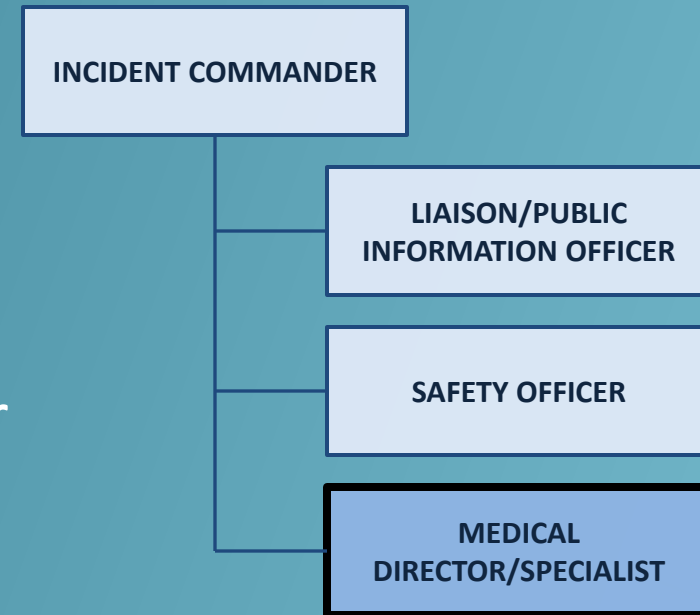 INCIDENT COMMANDER
LIAISON/PUBLIC
INFORMATION OFFICER
SAFETY OFFICER
MEDICAL
DIRECTOR/SPECIALIST